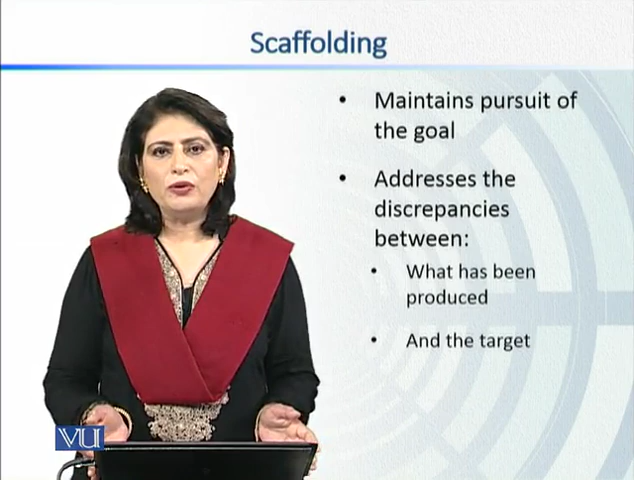 Scaffolding
• Maintains pursuit of
the goal
• Addresses the
discrepancies
between:
• What has been
produced
• And the target
VU